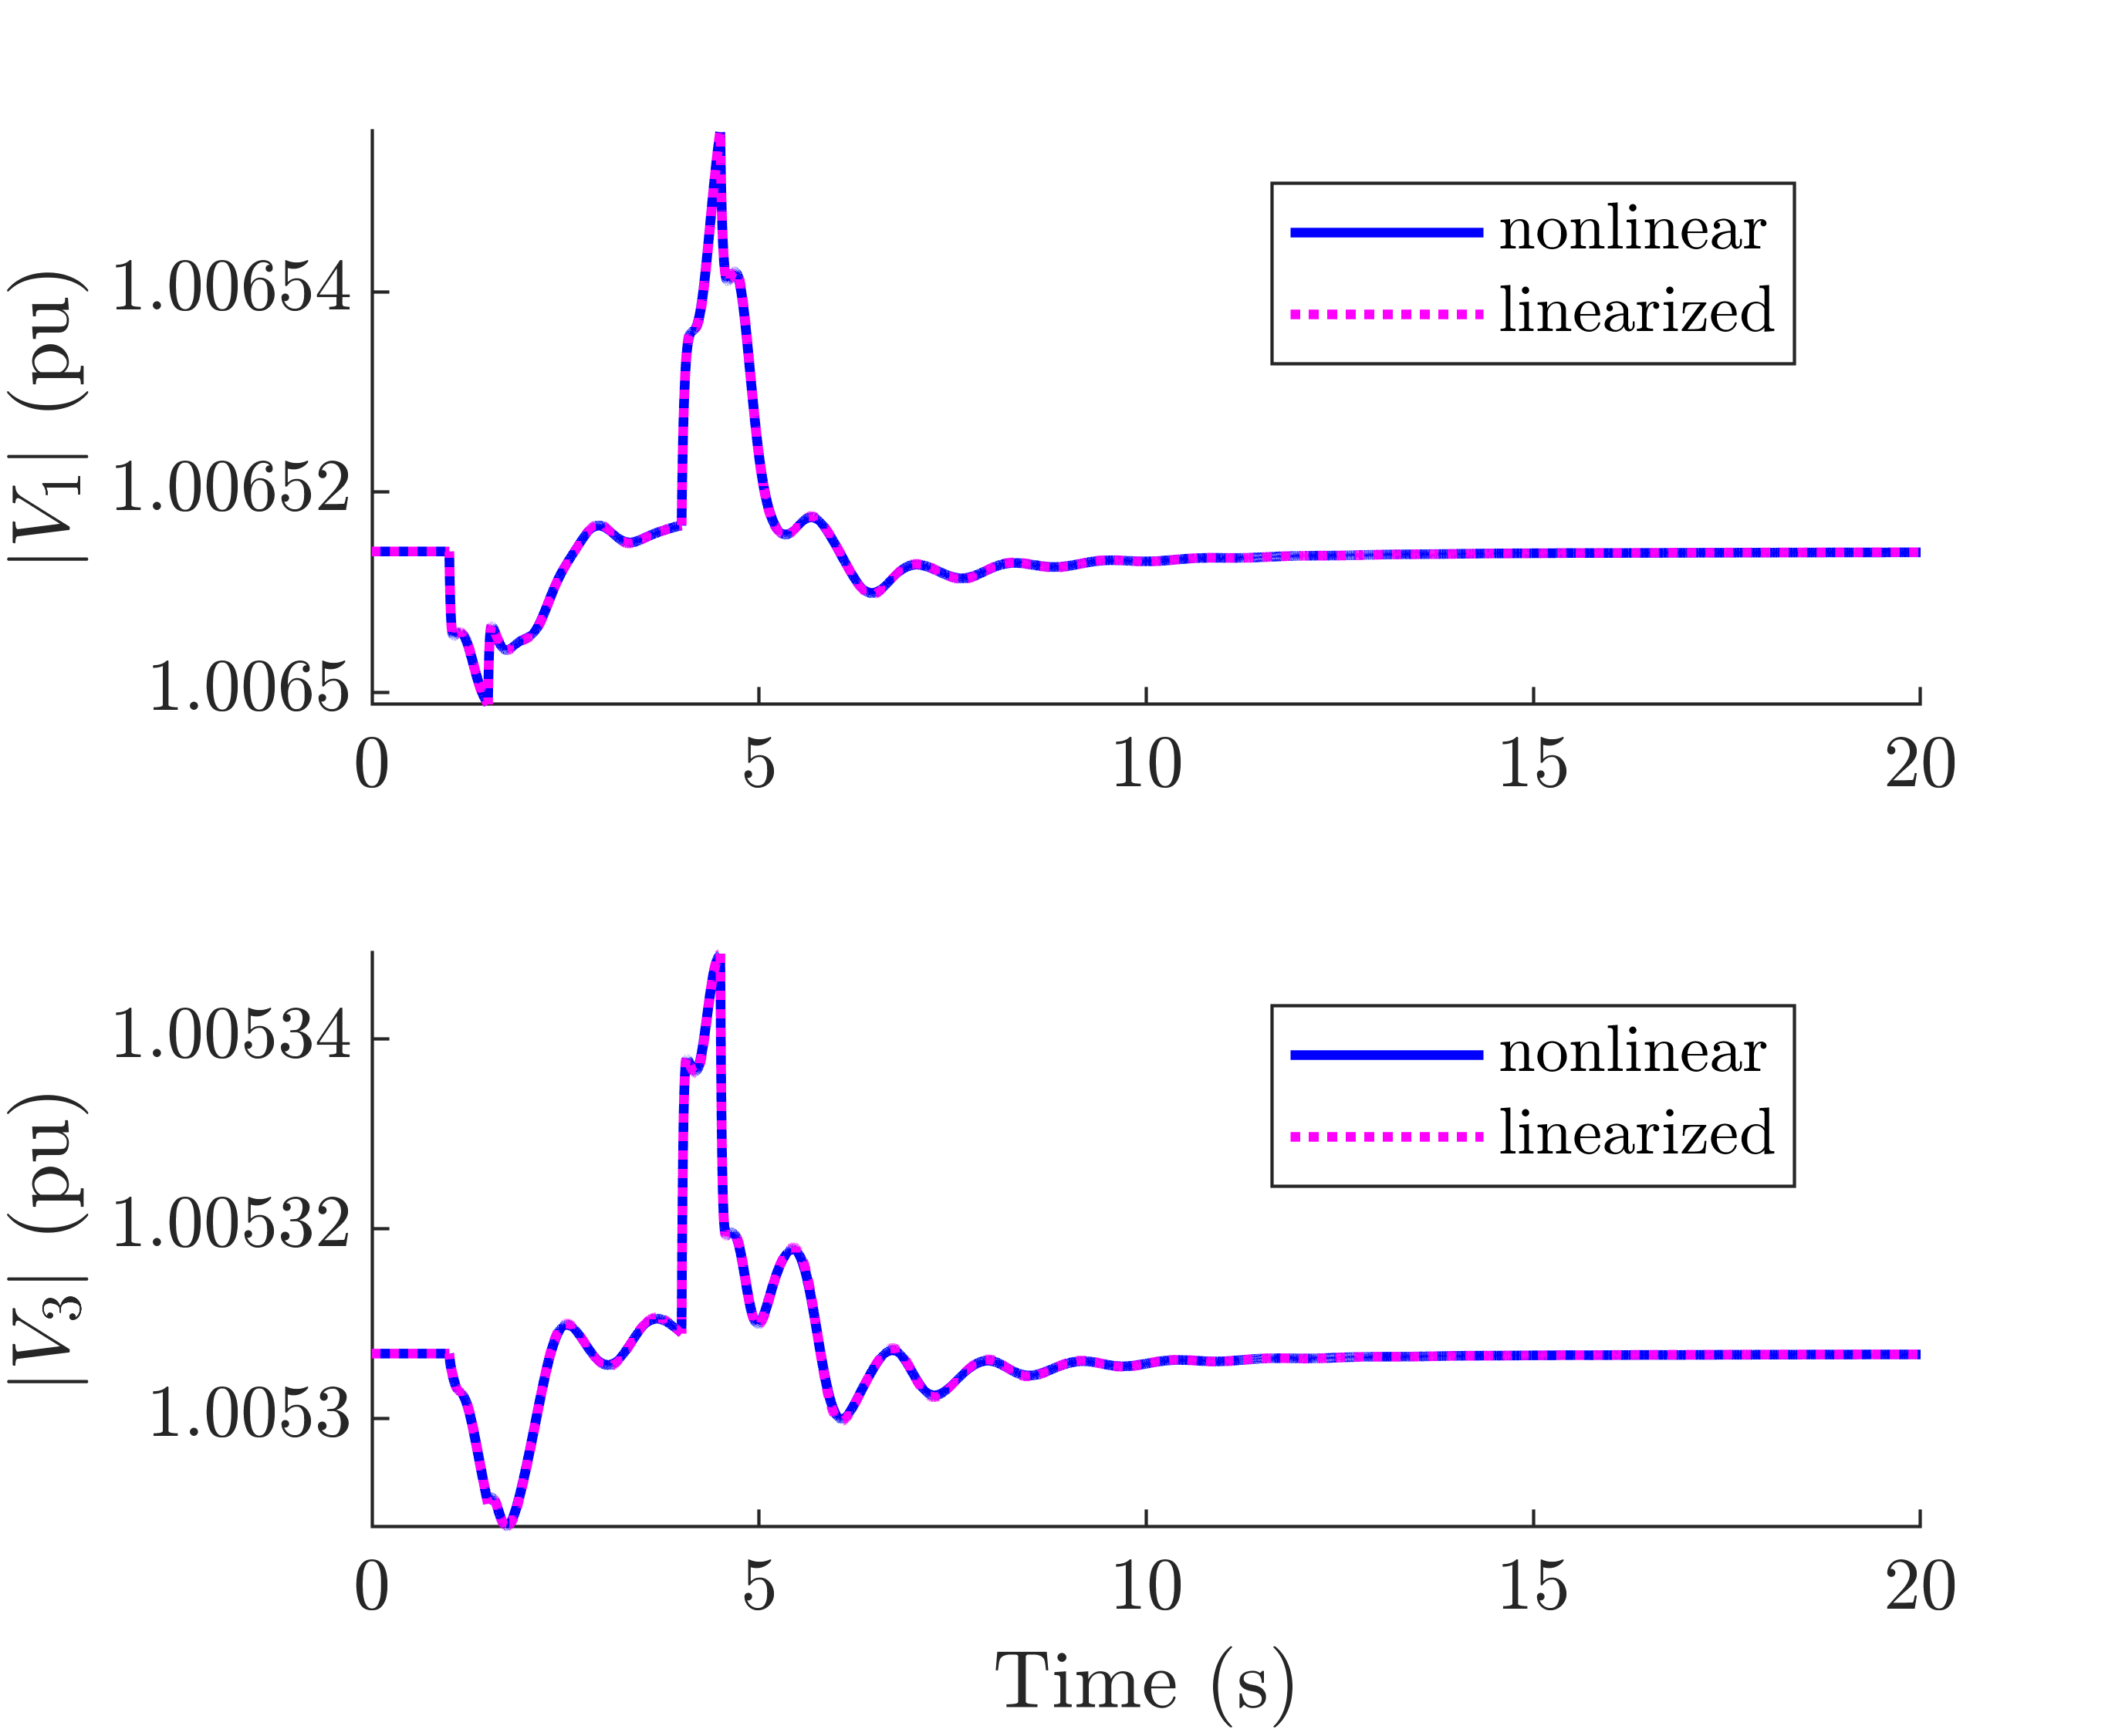 |V1| (pu)
1.00654
1.00652
1.0065
nonlinear
linearized
0 5 10 15 20
|V3| (pu)
1.00534
1.00532
1.0053
nonlinear
linearized
0 5 10 15 20
Time (s)